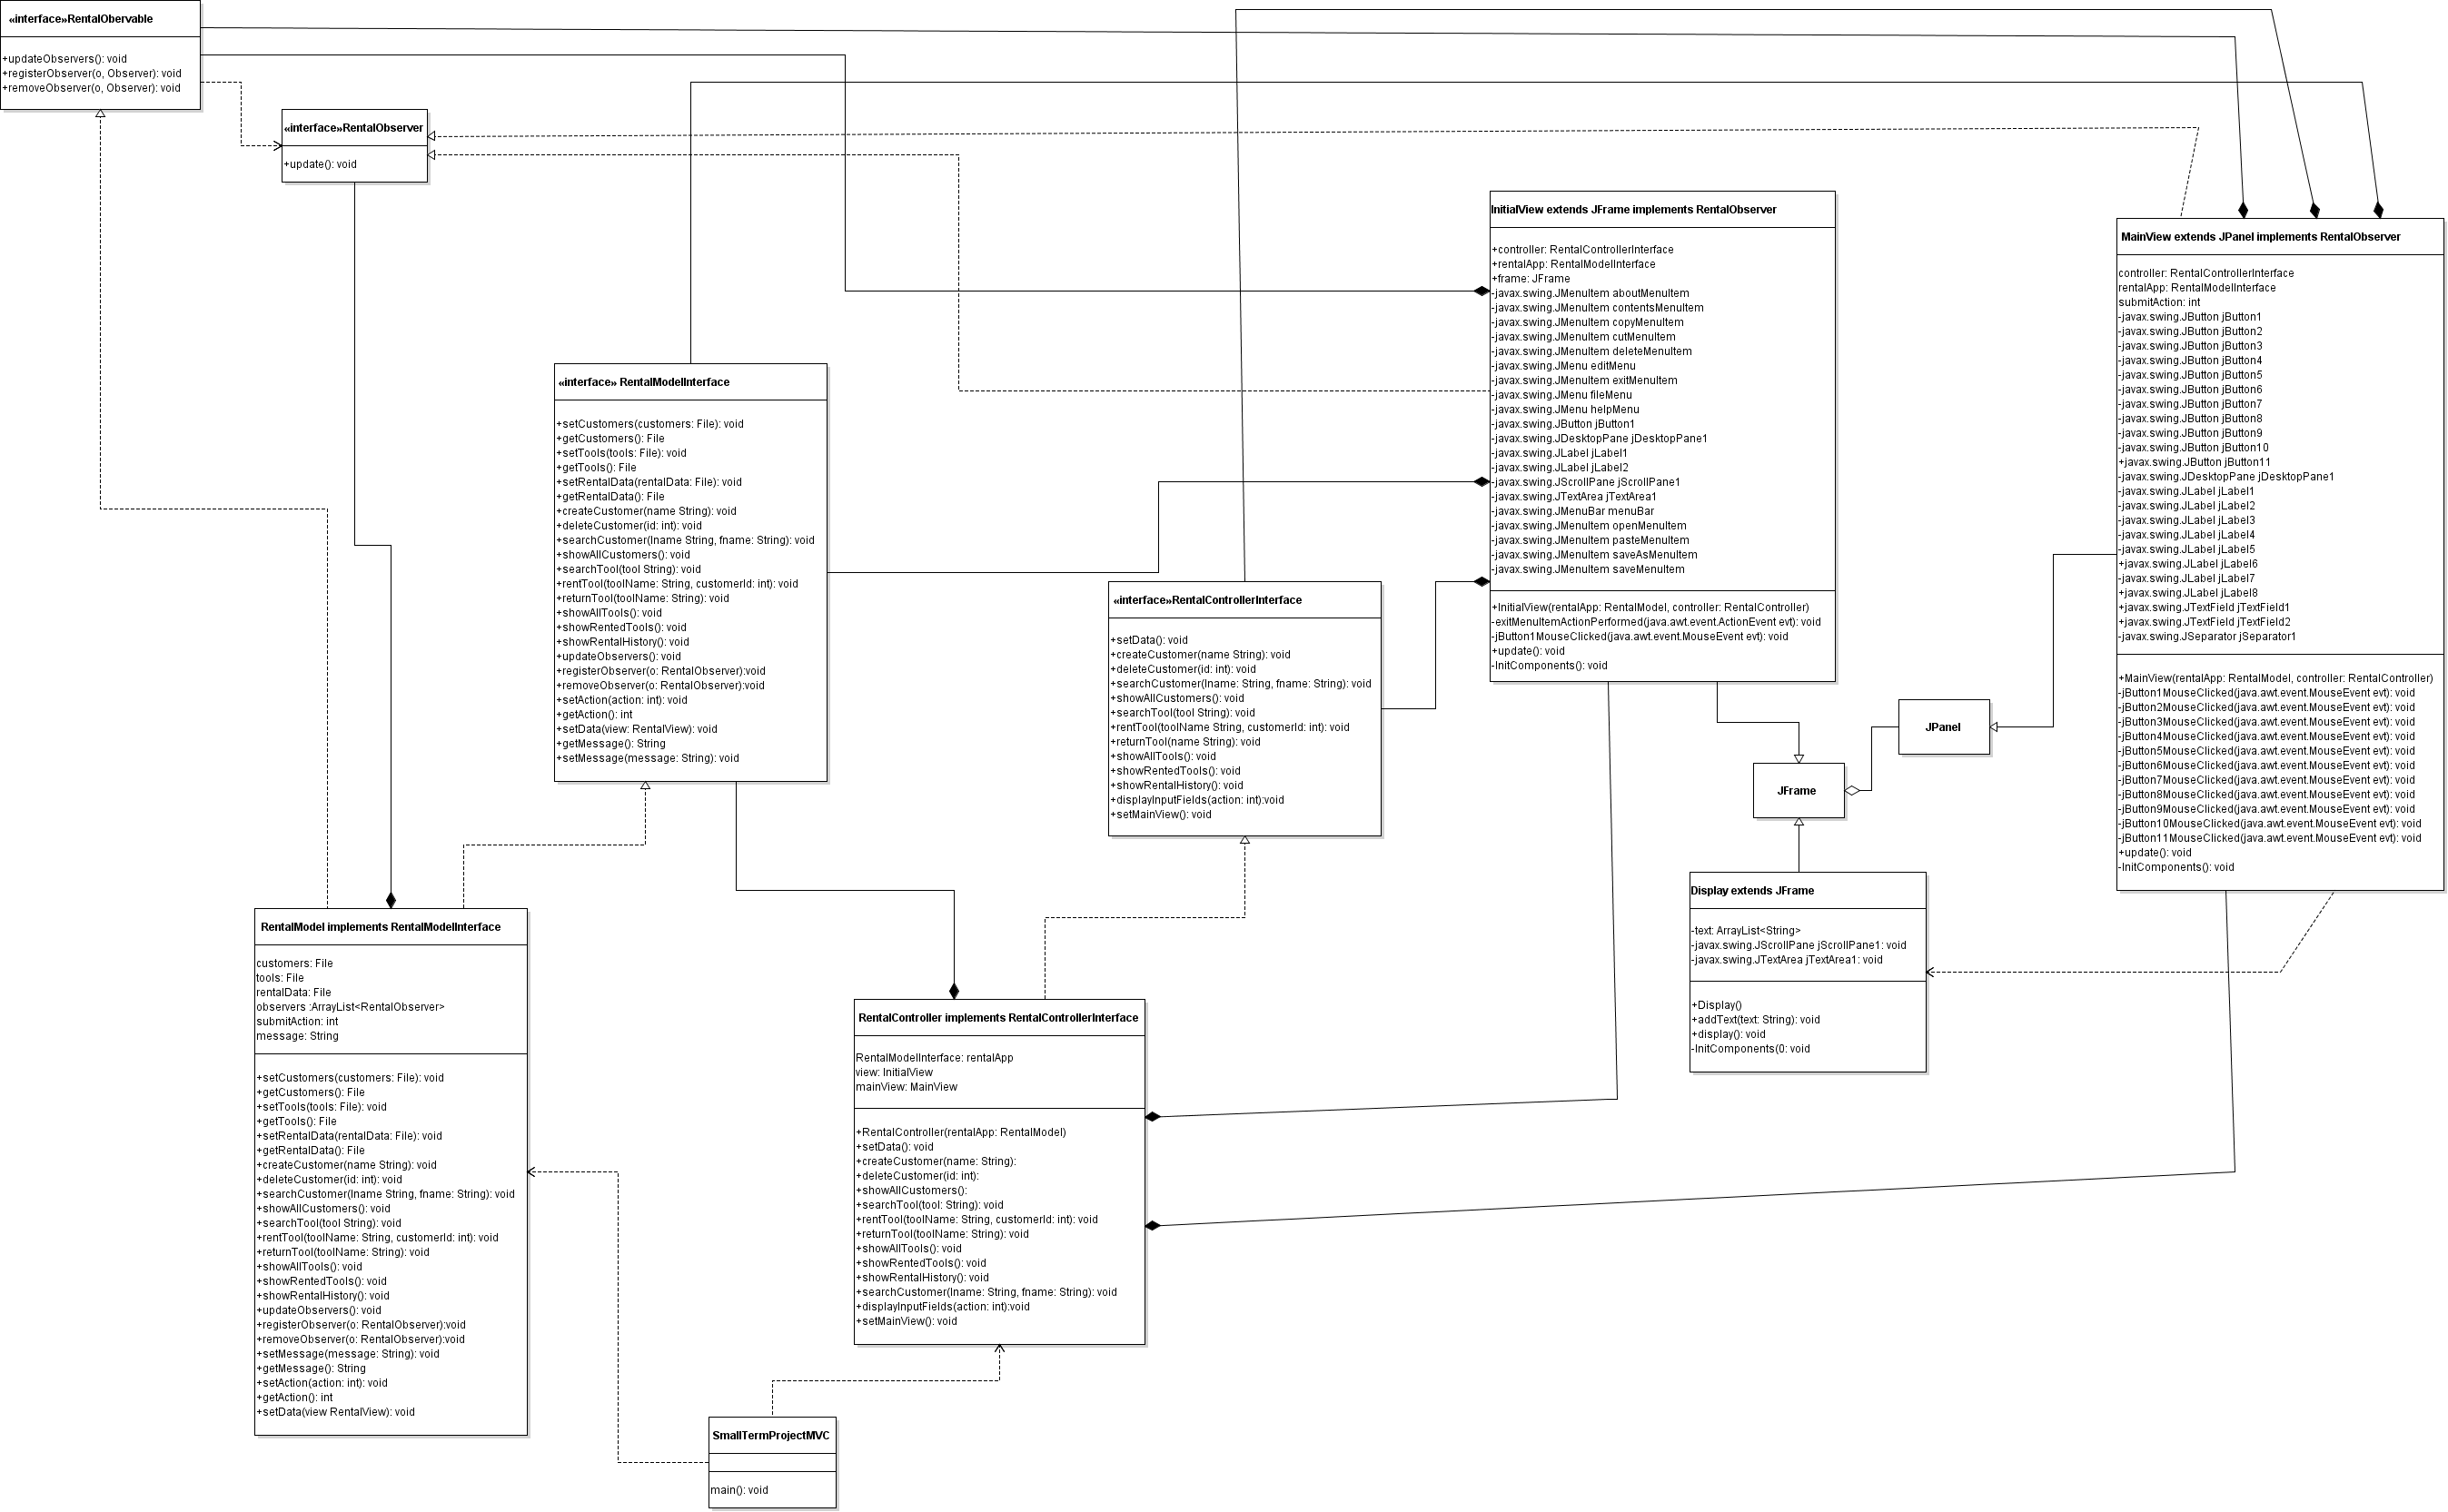 «interface»RentalObervable
+updateObservers(): void
+registerObserver(o, Observer): void
+removeObserver(o, Observer): void
«interface»RentalObserver
+update(): void
InitialView extends JFrame implements RentalObserver
+controller: RentalControllerInterface
+rentalApp: RentalModelInterface
+frame: JFrame
-javax.swing.JMenuItem aboutMenuItem
-javax.swing.JMenuItem contentsMenuItem
-javax.swing.JMenuItem copyMenuItem
-javax.swing.JMenuItem cutMenuItem
-javax.swing.JMenuItem deleteMenuItem
-javax.swing.JMenu editMenu
-javax.swing.JMenuItem exitMenuItem
-javax.swing.JMenu fileMenu
-javax.swing.JMenu helpMenu
-javax.swing.JButton jButton1
-javax.swing.JDesktopPane jDesktopPane1
-javax.swing.JLabel jLabel1
-javax.swing.JLabel jLabel2
-javax.swing.JScrollPane jScrollPane1
-javax.swing.JTextArea jTextArea1
-javax.swing.JMenuBar menuBar
-javax.swing.JMenuItem openMenuItem
-javax.swing.JMenuItem pasteMenuItem
-javax.swing.JMenuItem saveAsMenuItem
-javax.swing.JMenuItem saveMenuItem
+InitialView(rentalApp: RentalModel, controller: RentalController)
-exitMenuItemActionPerformed(java.awt.event.ActionEvent evt): void
-jButton1MouseClicked(java.awt.event.MouseEvent evt): void
+update(): void
-InitComponents(): void
MainView extends JPanel implements RentalObserver
controller: RentalControllerInterface
rentalApp: RentalModelInterface
submitAction: int
-javax.swing.JButton jButton1
-javax.swing.JButton jButton2
-javax.swing.JButton jButton3
-javax.swing.JButton jButton4
-javax.swing.JButton jButton5
-javax.swing.JButton jButton6
-javax.swing.JButton jButton7
-javax.swing.JButton jButton8
-javax.swing.JButton jButton9
-javax.swing.JButton jButton10
+javax.swing.JButton jButton11
-javax.swing.JDesktopPane jDesktopPane1
-javax.swing.JLabel jLabel1
-javax.swing.JLabel jLabel2
-javax.swing.JLabel jLabel3
-javax.swing.JLabel jLabel4
-javax.swing.JLabel jLabel5
+javax.swing.JLabel jLabel6
-javax.swing.JLabel jLabel7
+javax.swing.JLabel jLabel8
+javax.swing.JTextField jTextField1
+javax.swing.JTextField jTextField2
-javax.swing.JSeparator jSeparator1
+MainView(rentalApp: RentalModel, controller: RentalController)
-jButton1MouseClicked(java.awt.event.MouseEvent evt): void
-jButton2MouseClicked(java.awt.event.MouseEvent evt): void
-jButton3MouseClicked(java.awt.event.MouseEvent evt): void
-jButton4MouseClicked(java.awt.event.MouseEvent evt): void
-jButton5MouseClicked(java.awt.event.MouseEvent evt): void
-jButton6MouseClicked(java.awt.event.MouseEvent evt): void
-jButton7MouseClicked(java.awt.event.MouseEvent evt): void
-jButton8MouseClicked(java.awt.event.MouseEvent evt): void
-jButton9MouseClicked(java.awt.event.MouseEvent evt): void
-jButton10MouseClicked(java.awt.event.MouseEvent evt): void
-jButton11MouseClicked(java.awt.event.MouseEvent evt): void
+update(): void
-InitComponents(): void
«interface» RentalModelInterface
+setCustomers(customers: File): void
+getCustomers(): File
+setTools(tools: File): void
+getTools(): File
+setRentalData(rentalData: File): void
+getRentalData(): File
+createCustomer(name String): void
+deleteCustomer(id: int): void
+searchCustomer(lname String, fname: String): void
+showAllCustomers(): void
+searchTool(tool String): void
+rentTool(toolName: String, customerId: int): void
+returnTool(toolName: String): void
+showAllTools(): void
+showRentedTools(): void
+showRentalHistory(): void
+updateObservers(): void
+registerObserver(o: RentalObserver):void
+removeObserver(o: RentalObserver):void
+setAction(action: int): void
+getAction(): int
+setData(view: RentalView): void
+getMessage(): String
+setMessage(message: String): void
«interface»RentalControllerInterface
+setData(): void
+createCustomer(name String): void
+deleteCustomer(id: int): void
+searchCustomer(lname: String, fname: String): void
+showAllCustomers(): void
+searchTool(tool String): void
+rentTool(toolName String, customerId: int): void
+returnTool(name String): void
+showAllTools(): void
+showRentedTools(): void
+showRentalHistory(): void
+displayInputFields(action: int):void
+setMainView(): void
JPanel
JFrame
Display extends JFrame
-text: ArrayList<String>
-javax.swing.JScrollPane jScrollPane1: void
-javax.swing.JTextArea jTextArea1: void
+Display()
+addText(text: String): void
+display(): void
-InitComponents(0: void
RentalModel implements RentalModelInterface
customers: File
tools: File
rentalData: File
observers :ArrayList<RentalObserver>
submitAction: int
message: String
+setCustomers(customers: File): void
+getCustomers(): File
+setTools(tools: File): void
+getTools(): File
+setRentalData(rentalData: File): void
+getRentalData(): File
+createCustomer(name String): void
+deleteCustomer(id: int): void
+searchCustomer(lname String, fname: String): void
+showAllCustomers(): void
+searchTool(tool String): void
+rentTool(toolName: String, customerId: int): void
+returnTool(toolName: String): void
+showAllTools(): void
+showRentedTools(): void
+showRentalHistory(): void
+updateObservers(): void
+registerObserver(o: RentalObserver):void
+removeObserver(o: RentalObserver):void
+setMessage(message: String): void
+getMessage(): String
+setAction(action: int): void
+getAction(): int
+setData(view RentalView): void
RentalController implements RentalControllerInterface
RentalModelInterface: rentalApp
view: InitialView
mainView: MainView
+RentalController(rentalApp: RentalModel)
+setData(): void
+createCustomer(name: String):
+deleteCustomer(id: int):
+showAllCustomers():
+searchTool(tool: String): void
+rentTool(toolName: String, customerId: int): void
+returnTool(toolName: String): void
+showAllTools(): void
+showRentedTools(): void
+showRentalHistory(): void
+searchCustomer(lname: String, fname: String): void
+displayInputFields(action: int):void
+setMainView(): void
SmallTermProjectMVC
main(): void